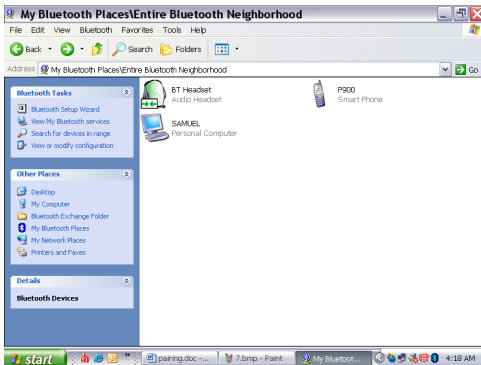 My Bluetooth Places\Entire Bluetooth Neighborhood
File Edit View Bluetooth Favorites Tools Help
Back Search Folders
Address My Bluetooth Places\Entire Bluetooth Neighborhood Go
Bluetooth Tasks
Bluetooth Setup Wizard
View My Bluetooth services
Search for devices in range
View or modify configuration
Other Places
Desktop
My Computer
Bluetooth Exchange Folder
My Bluetooth Places
My Network Places
Printers and Faxes
Details
Bluetooth Devices
BT Headset
Audio Headset
P900
Smart Phone
SAMUEL
Personal Computer
start pairing.doc -... 7.bmp - Paint My Bluetoot... 4:18 AM